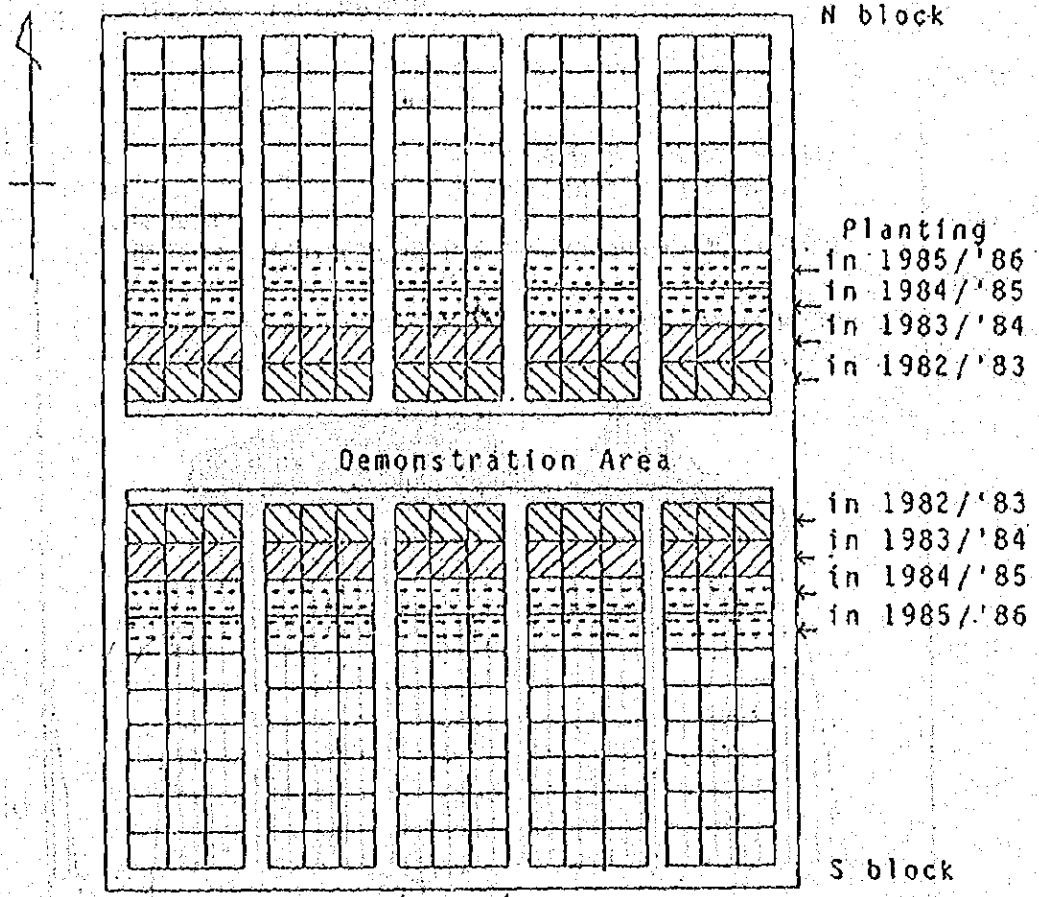 N block
Planting
in 1985/'86
in 1984/'85
in 1983/'84
in 1982/'83
Demonstration Area
in 1982/'83
in 1983/'84
in 1984/'85
in 1985/'86
S block